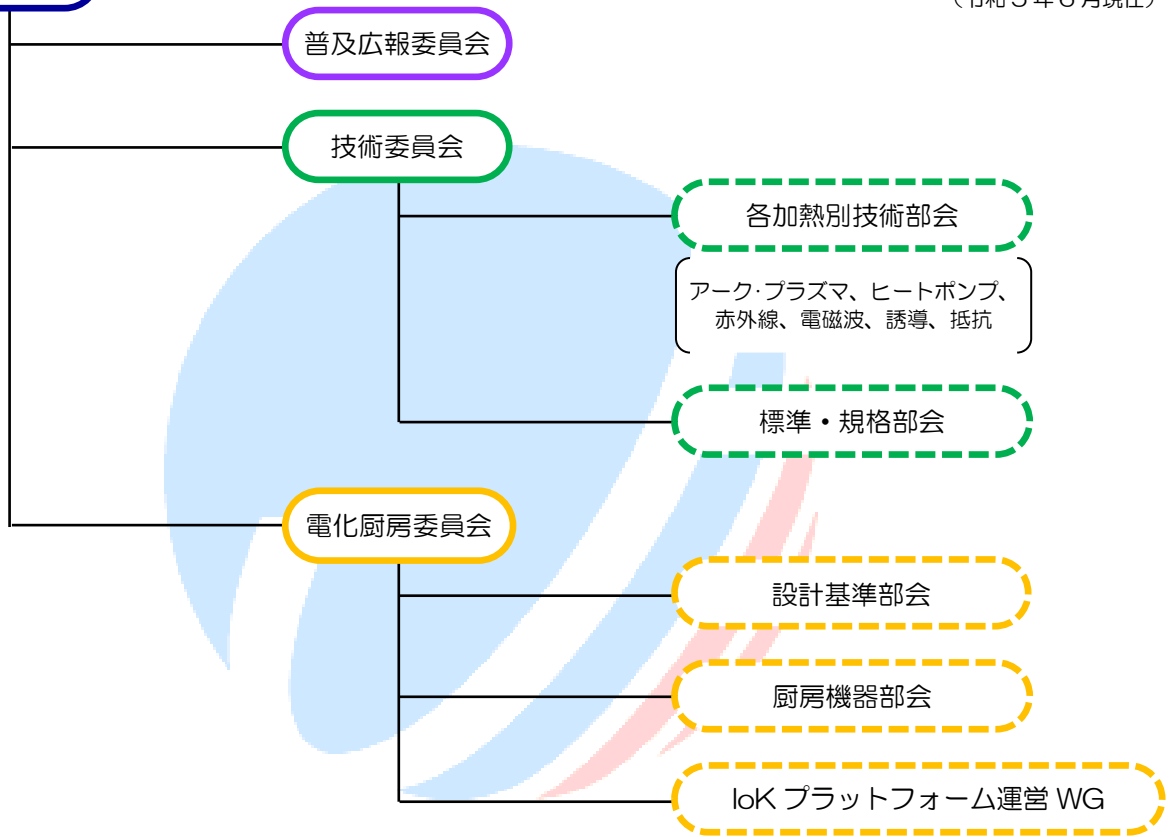 普及広報委員会
技術委員会
各加熱別技術部会
アーク・プラズマ、ヒートポンプ、
赤外線、電磁波、誘導、抵抗
標準・規格部会
電化厨房委員会
設計基準部会
厨房機器部会
IoK プラットフォーム運営 WG